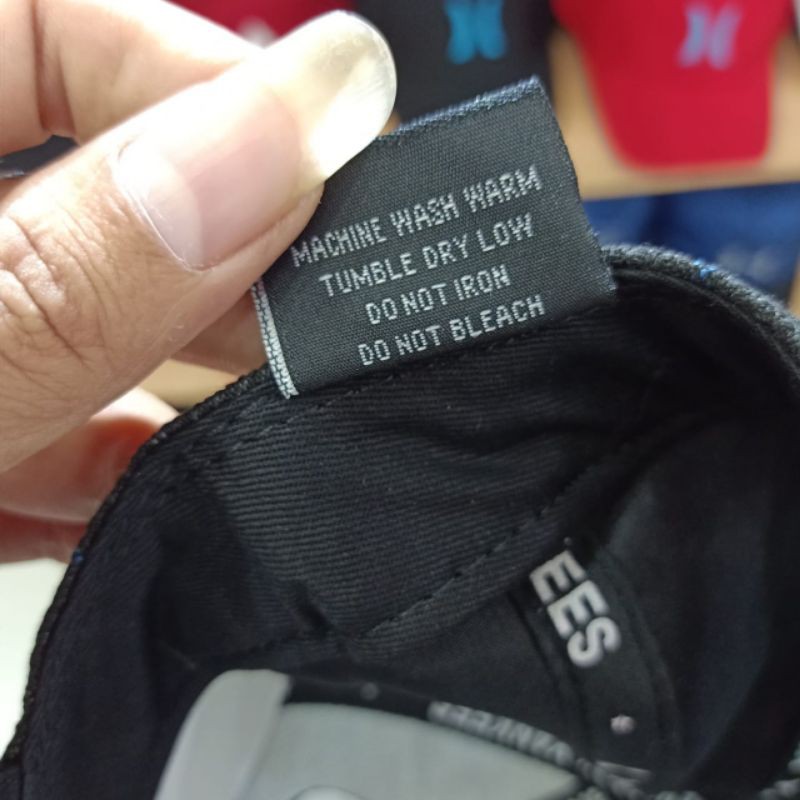 MACHINE WASH WARM
TUMBLE DRY LOW
DO NOT IRON
DO NOT BLEACH
EES